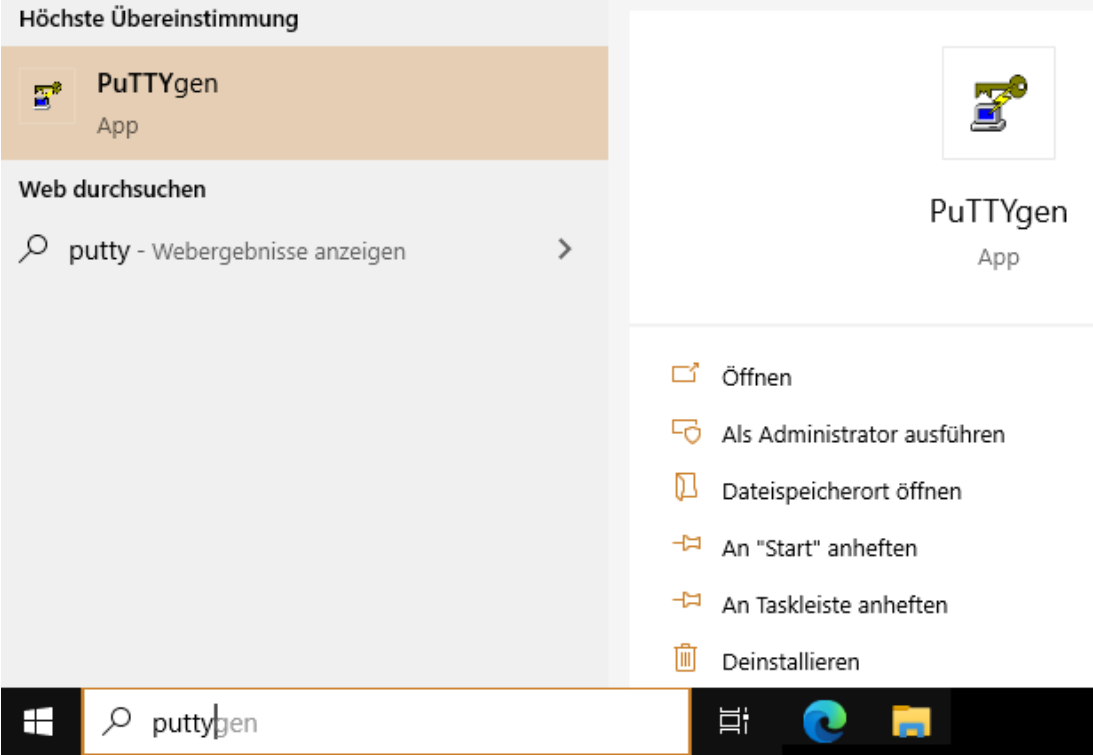 Höchste Übereinstimmung
PuTTYgen
App
Web durchsuchen
putty - Webergebnisse anzeigen
PuTTYgen
App
Öffnen
Als Administrator ausführen
Dateispeicherort öffnen
An "Start" anheften
An Taskleiste anheften
Deinstallieren
puttygen